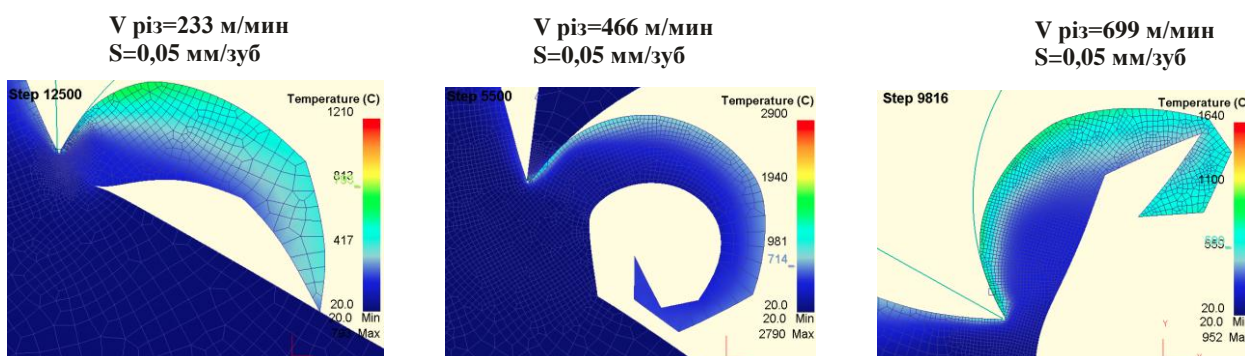 V різ=233 м/мин
S=0,05 мм/зуб
V різ=466 м/мин
S=0,05 мм/зуб
V різ=699 м/мин
S=0,05 мм/зуб
Step 12500
Temperature (C)
1210
417
20.0
20.0 Min
Max
Step 5500
Temperature (C)
2900
1940
981
714
20.0
20.0 Min
2790 Max
Step 9816
Temperature (C
1640
1100
20.0
20.0 Mi
952 Ma
Y